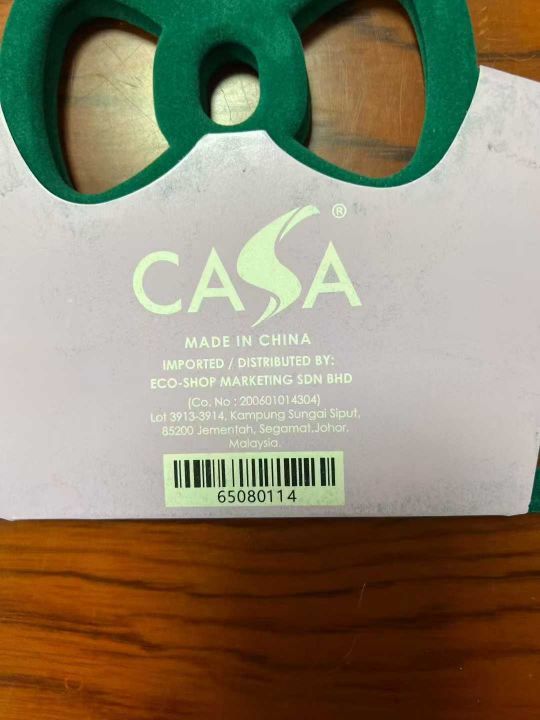 CASA®
MADE IN CHINA
IMPORTED / DISTRIBUTED BY:
ECO-SHOP MARKETING SDN BHD
(Co. No : 200601014304)
Lot 3913-3914, Kampung Sungai Siput,
85200 Jementah, Segamat,Johor.
Malaysia.
65080114